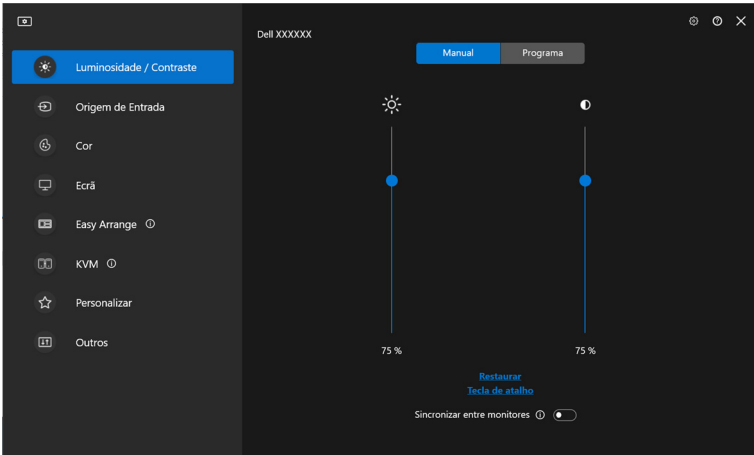 Dell XXXXXX
Manual
Programa
Luminosidade / Contraste
Origem de Entrada
Cor
Ecrã
Easy Arrange
KVM
Personalizar
Outros
75 %
75 %
Restaurar
Tecla de atalho
Sincronizar entre monitores